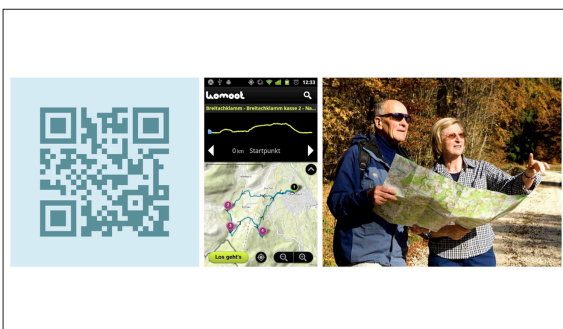 12:33
komoot
Breitachklamm - Breitachklamm kasse 2 - Na...
0 km Startpunkt
Los geht's